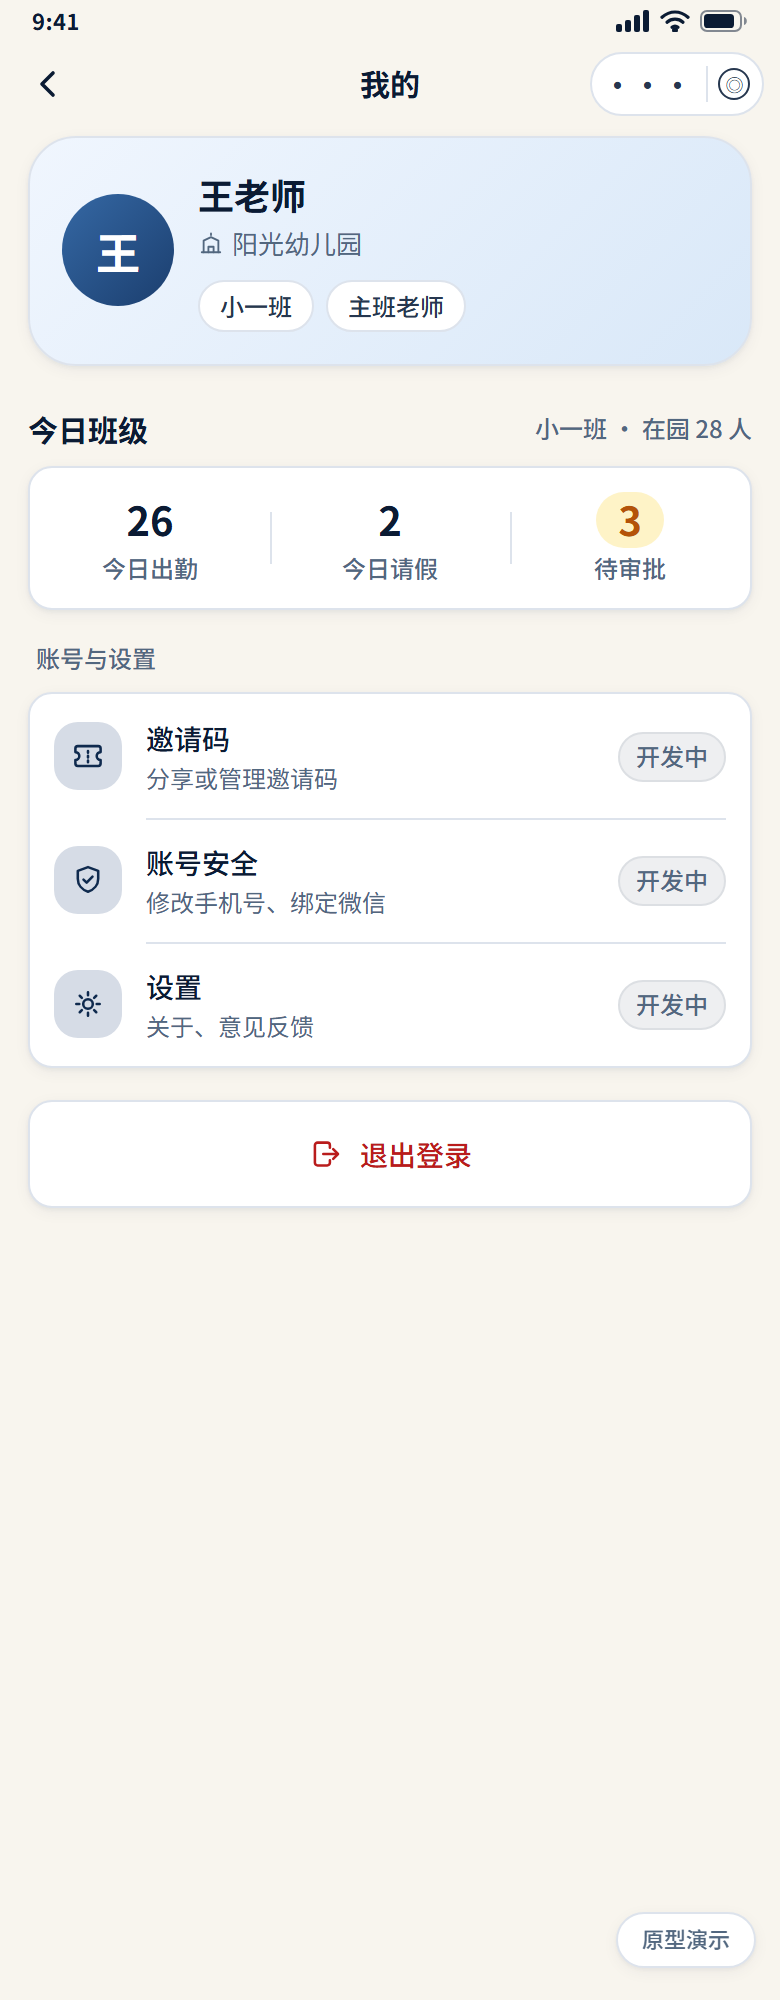 9:41
我的
王
王老师
阳光幼儿园
小一班 主班老师
今日班级
小一班 · 在园 28 人
26
今日出勤
2
今日请假
3
待审批
账号与设置
邀请码
分享或管理邀请码
开发中
账号安全
修改手机号、绑定微信
开发中
设置
关于、意见反馈
开发中
退出登录
原型演示